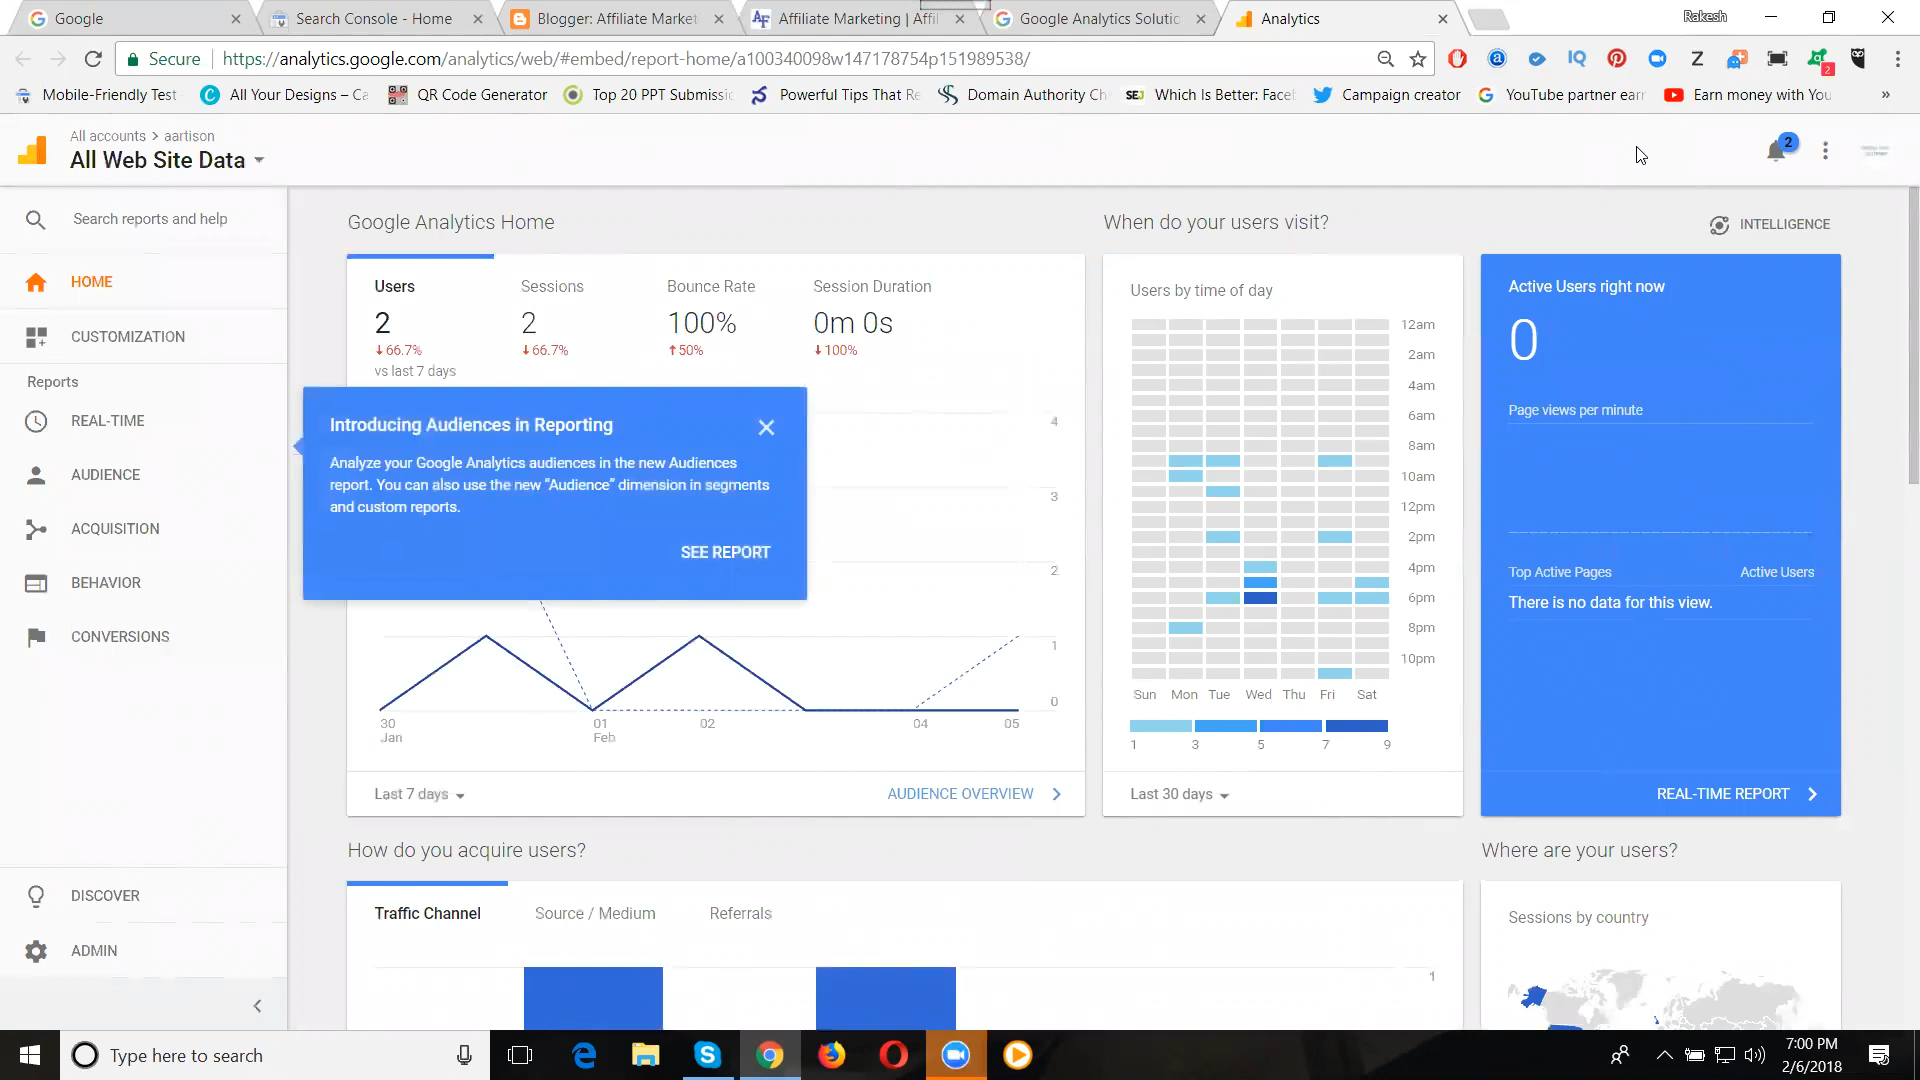 Google
Search Console - Home
Blogger: Affiliate Market
Affiliate Marketing | Affil
Google Analytics Solutio
Analytics
Rakesh
Secure
https://analytics.google.com/analytics/web/#embed/report-home/a100340098w147178754p151989538/
Mobile-Friendly Test
All Your Designs – Ca
QR Code Generator
Top 20 PPT Submissio
Powerful Tips That Re
Domain Authority Ch
SEJ
Which Is Better: Face
Campaign creator
YouTube partner earn
Earn money with You
»
All accounts > aartison
All Web Site Data
2
Search reports and help
HOME
CUSTOMIZATION
Reports
REAL-TIME
AUDIENCE
ACQUISITION
BEHAVIOR
CONVERSIONS
DISCOVER
ADMIN
Google Analytics Home
Users
2
66.7%
vs last 7 days
Sessions
2
66.7%
Bounce Rate
100%
50%
Session Duration
0m 0s
100%
Introducing Audiences in Reporting
Analyze your Google Analytics audiences in the new Audiences
report. You can also use the new "Audience" dimension in segments
and custom reports.
SEE REPORT
4
3
2
1
0
30
Jan
01
Feb
02
04
05
Last 7 days
AUDIENCE OVERVIEW
When do your users visit?
Users by time of day
12am
2am
4am
6am
8am
10am
12pm
2pm
4pm
6pm
8pm
10pm
Sun Mon Tue Wed Thu Fri Sat
1 3 5 7 9
Last 30 days
INTELLIGENCE
Active Users right now
0
Page views per minute
Top Active Pages
Active Users
There is no data for this view.
REAL-TIME REPORT
How do you acquire users?
Traffic Channel
Source / Medium
Referrals
1
Where are your users?
Sessions by country
Type here to search
7:00 PM
2/6/2018